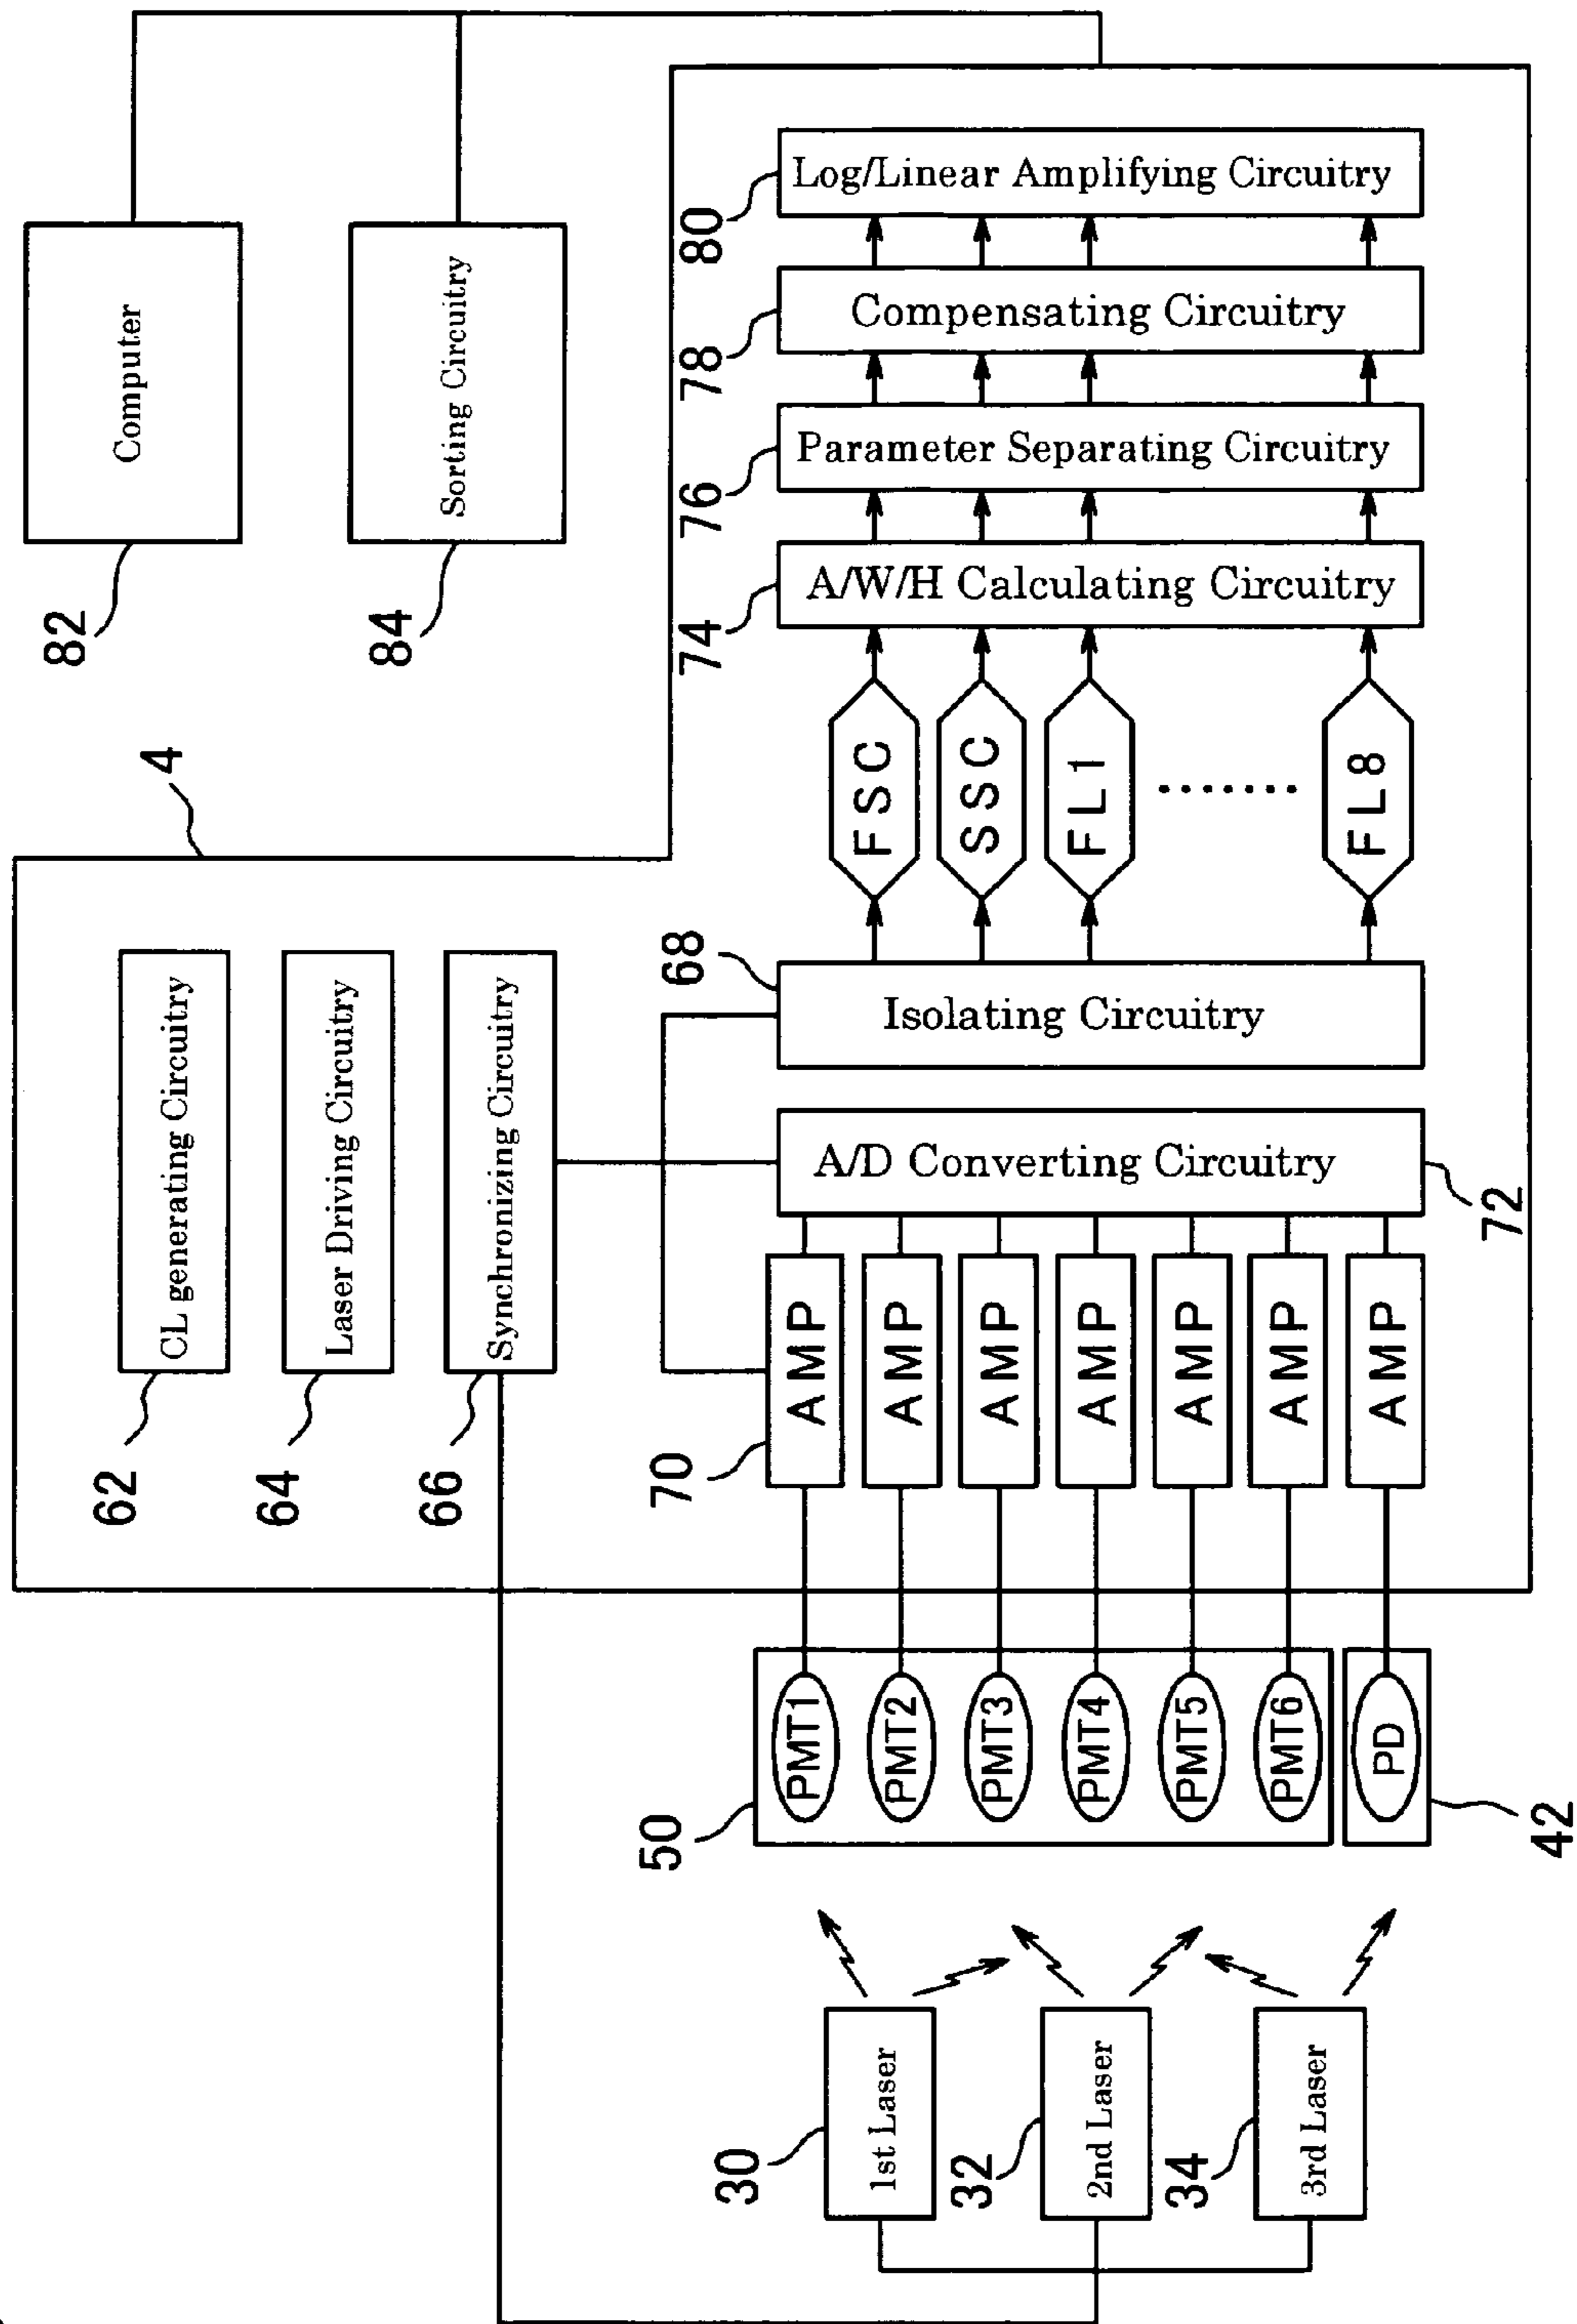 4
62
CL generating Circuitry
64
Laser Driving Circuitry
66
Synchronizing Circuitry
82
Computer
84
Sorting Circuitry
30
1st Laser
32
2nd Laser
34
3rd Laser
50
PMT1
PMT2
PMT3
PMT4
PMT5
PMT6
PD
42
70
AMP
AMP
AMP
AMP
AMP
AMP
AMP
A/D Converting Circuitry
72
68
Isolating Circuitry
FSC
SSC
FL1
.......
FL8
74
A/W/H Calculating Circuitry
76
Parameter Separating Circuitry
78
Compensating Circuitry
80
Log/Linear Amplifying Circuitry